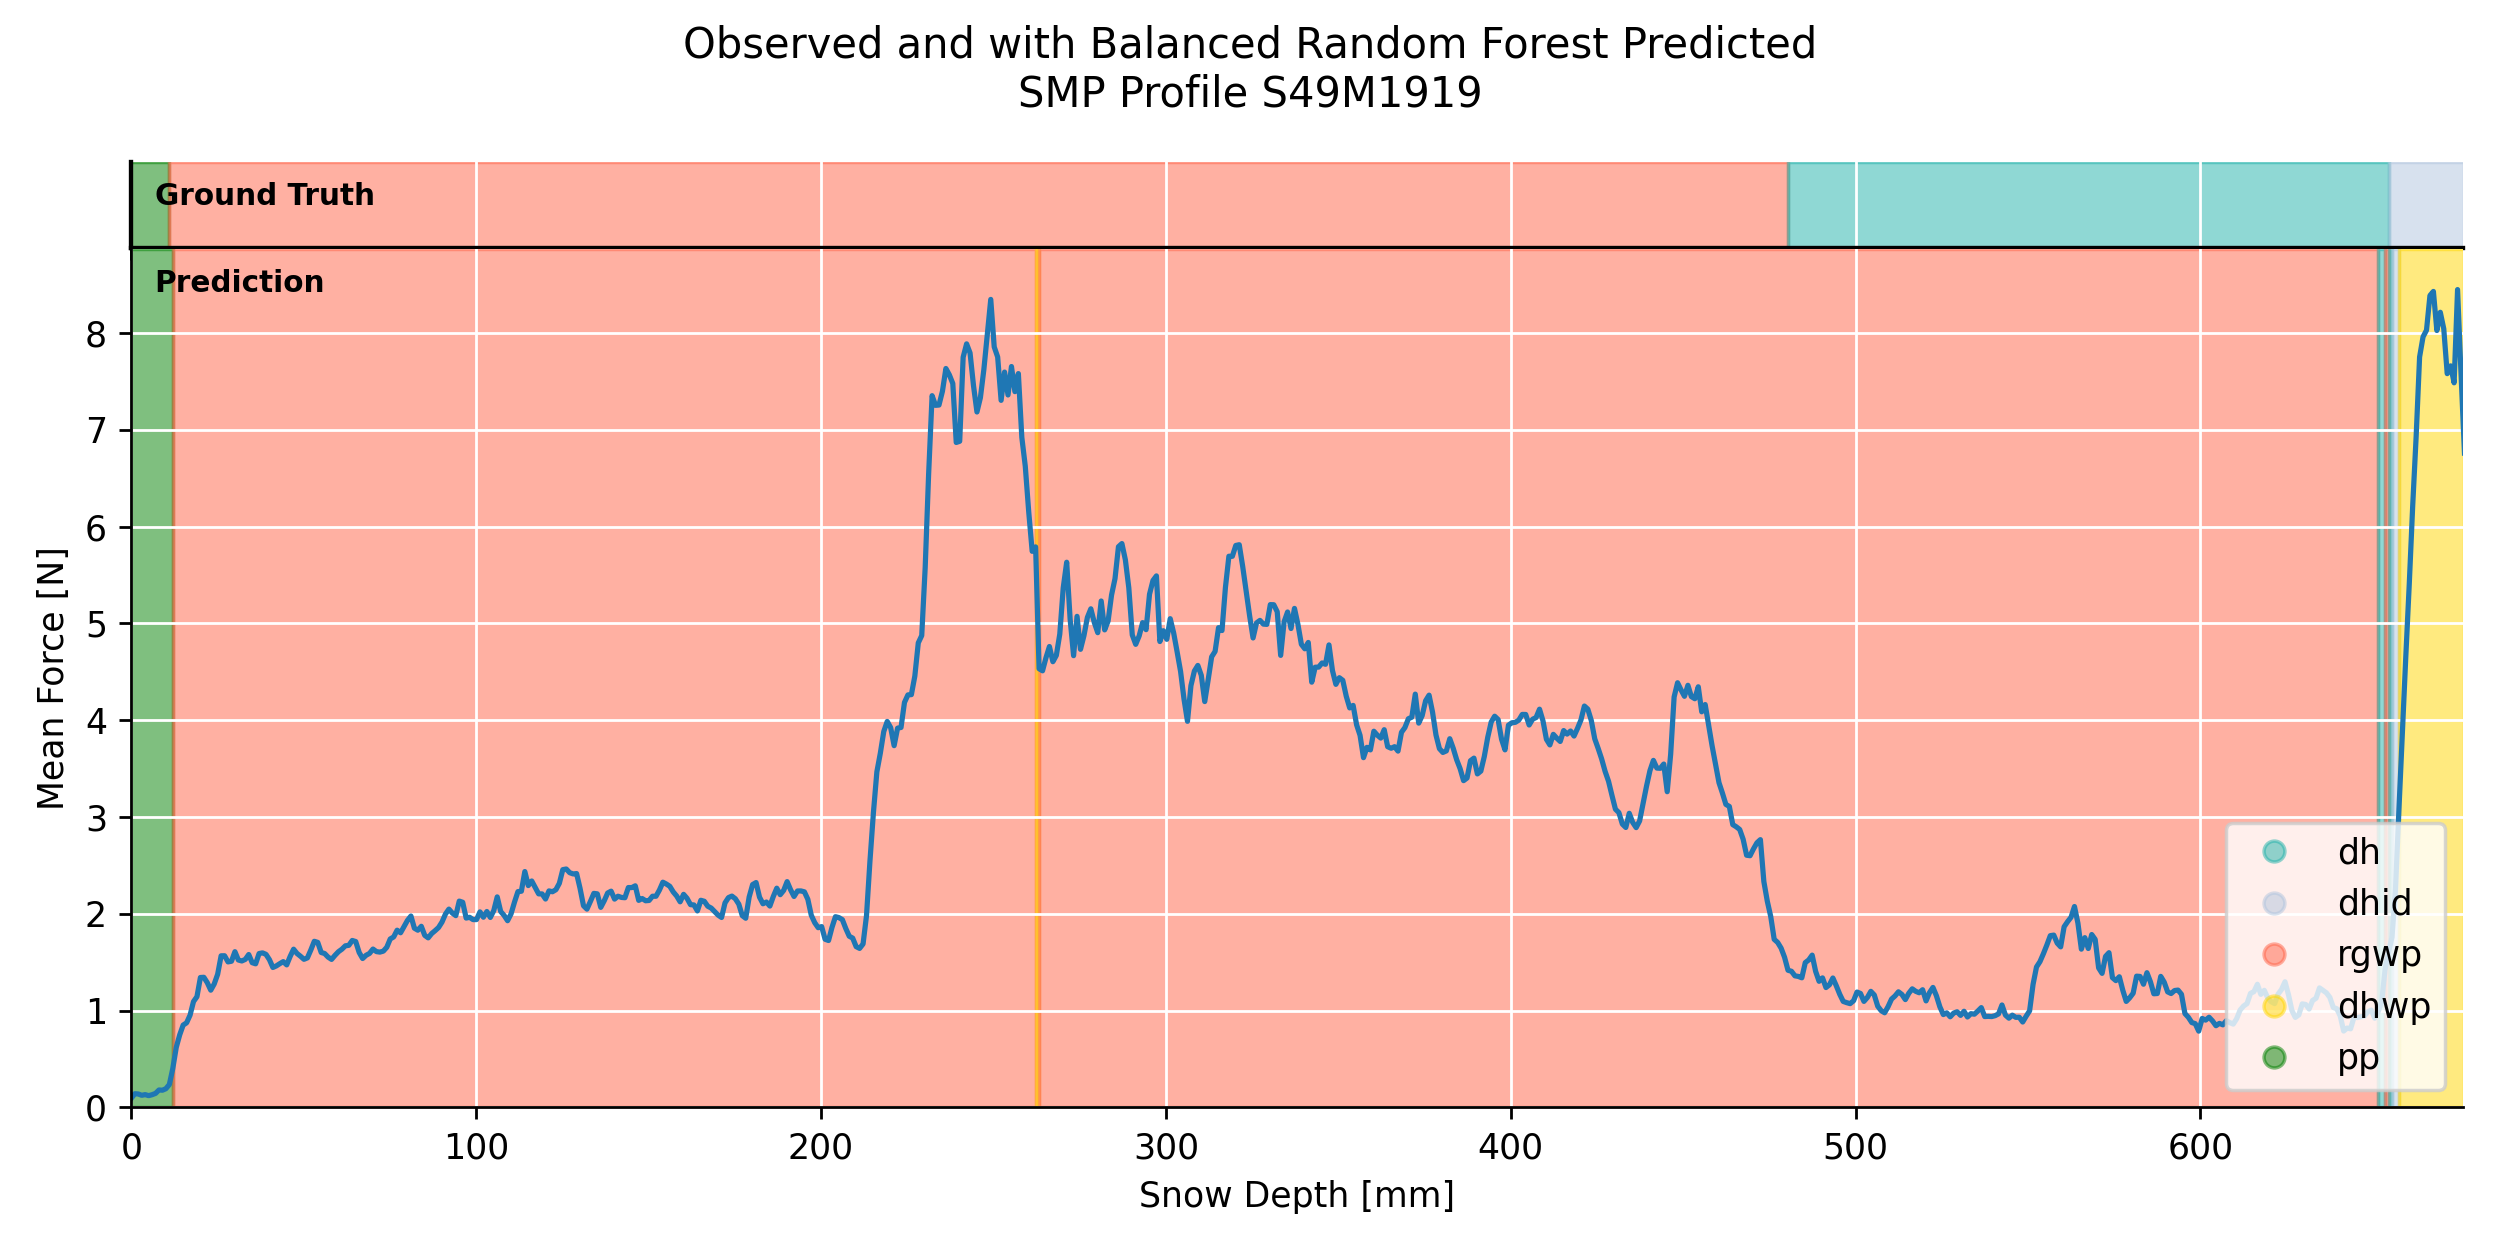 Observed and with Balanced Random Forest Predicted
SMP Profile S49M1919
Ground Truth
Prediction
8
7
6
5
4
3
2
1
0
Mean Force [N]
0 100 200 300 400 500 600
Snow Depth [mm]
dh
dhid
rgwp
dhwp
pp